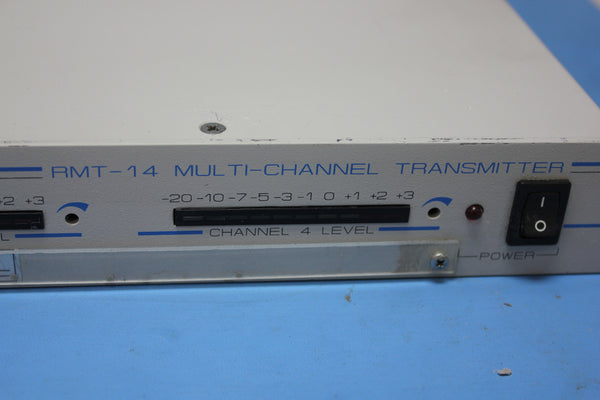 RMT-14 MULTI-CHANNEL TRANSMITTER
+2 +3 -20 -10 -7 -5 -3 -1 0 +1 +2 +3
CHANNEL 4 LEVEL
I
O
POWER